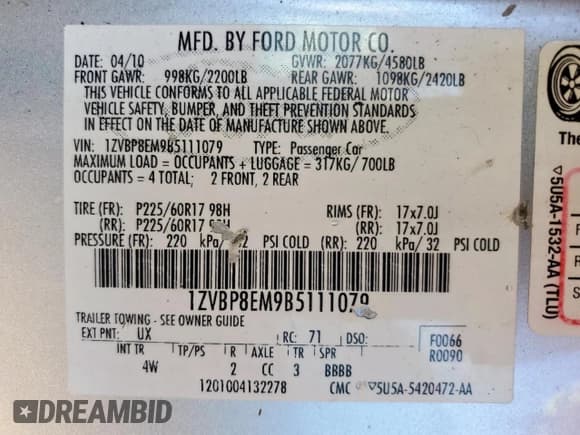 MFD. BY FORD MOTOR CO.
DATE: 04/10 GVWR: 2077KG/4580LB
FRONT GAWR: 998KG/2200LB REAR GAWR: 1098KG/2420LB
THIS VEHICLE CONFORMS TO ALL APPLICABLE FEDERAL MOTOR
VEHICLE SAFETY, BUMPER, AND THEFT PREVENTION STANDARDS
IN EFFECT ON THE DATE OF MANUFACTURE SHOWN ABOVE.
VIN: 1ZVBP8EM9B5111079 TYPE: Passenger Car
MAXIMUM LOAD = OCCUPANTS + LUGGAGE = 317KG/700LB
OCCUPANTS = 4 TOTAL; 2 FRONT, 2 REAR
TIRE (FR): P225/60R17 98H RIMS (FR): 17x7.0J
(RR): P225/60R17 (RR): 17x7.0J
PRESSURE (FR): 220 kPa/ PSI COLD (RR): 220 kPa/ 32 PSI COLD
1ZVBP8EM9B5111079
TRAILER TOWING - SEE OWNER GUIDE
EXT PNT: UX RC: 71 DSO: F0066
R0090
INT TR TP/PS R AXLE TR SPR
4W 2 CC 3 BBBB
1201004132278 CMC ▽5U5A-5420472-AA
▽5U5A-1532-AA (TLU)
The
DREAMBID